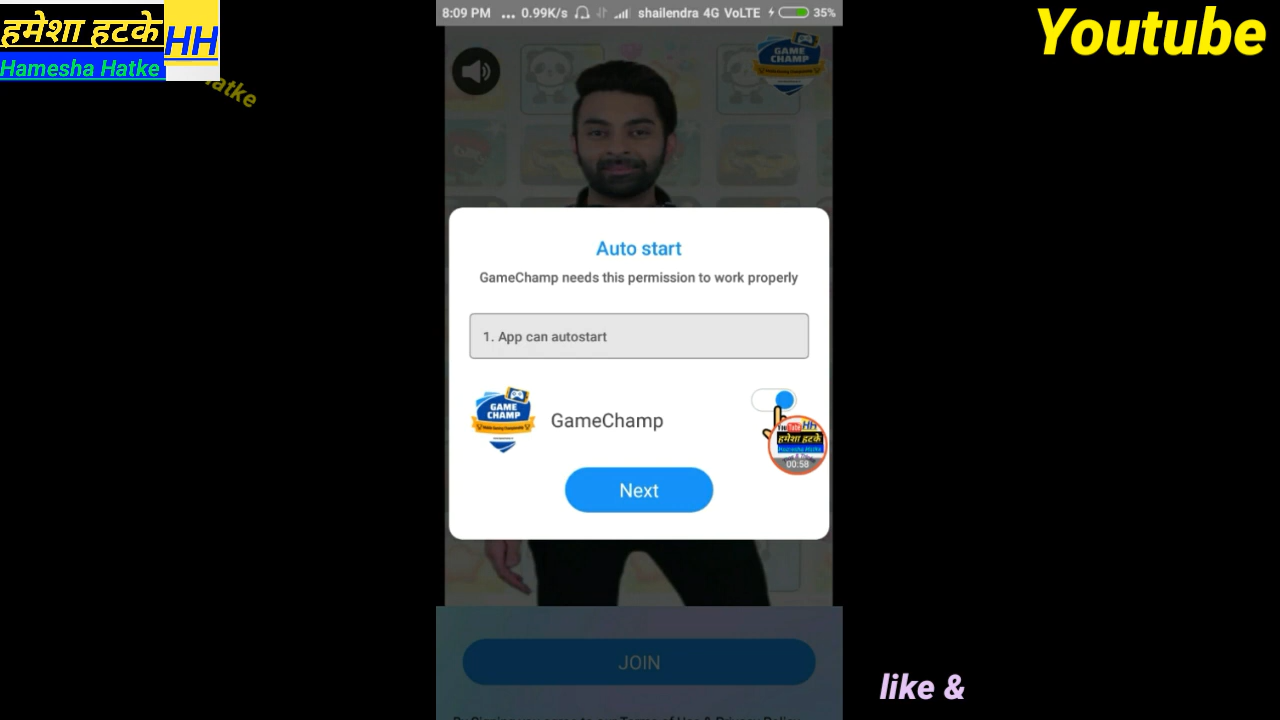 हमेशा हटके
HH
Hamesha Hatke
Hatke
Youtube
8:09 PM ... 0.99K/s shailendra 4G VoLTE 35%
GAME CHAMP
Auto start
GameChamp needs this permission to work properly
1. App can autostart
GAME CHAMP
GameChamp
HH
हमेशा हटके
00:58
Next
JOIN
like &